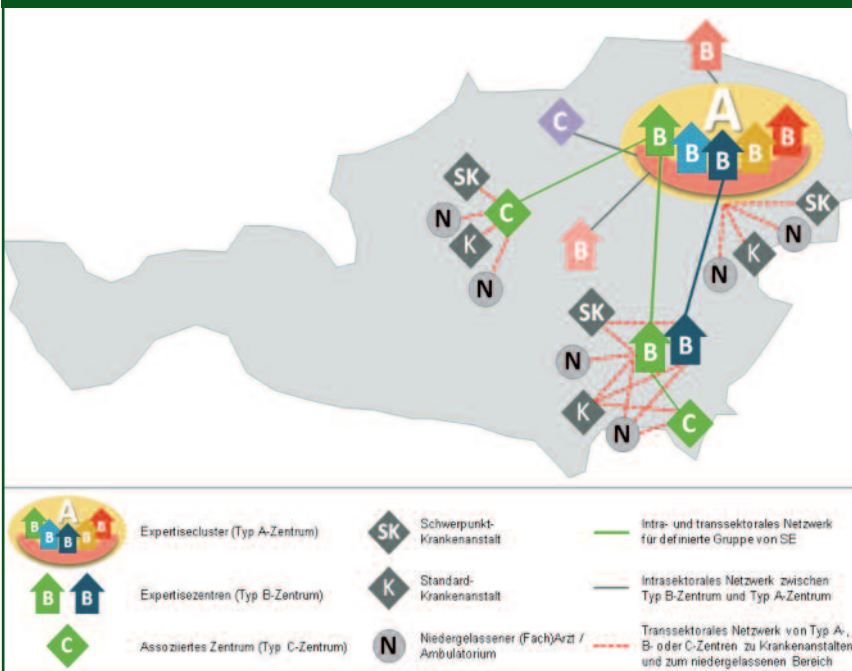 B
A
C
B
B
B
B
B
SK
C
N
K
N
B
SK
N
K
N
SK
B
B
N
K
N
C
A
B
B
B
B
B
Expertisecluster (Typ A-Zentrum)
SK
Schwerpunkt-
Krankenanstalt
Intra- und transsektorales Netzwerk
für definierte Gruppe von SE
B
B
Expertisezentren (Typ B-Zentrum)
K
Standard-
Krankenanstalt
Intrasektorales Netzwerk zwischen
Typ B-Zentrum und Typ A-Zentrum
C
Assoziiertes Zentrum (Typ C-Zentrum)
N
Niedergelassener (Fach)Arzt /
Ambulatorium
Transsektorales Netzwerk von Typ A-,
B- oder C-Zentren zu Krankenanstalten
und zum niedergelassenen Bereich